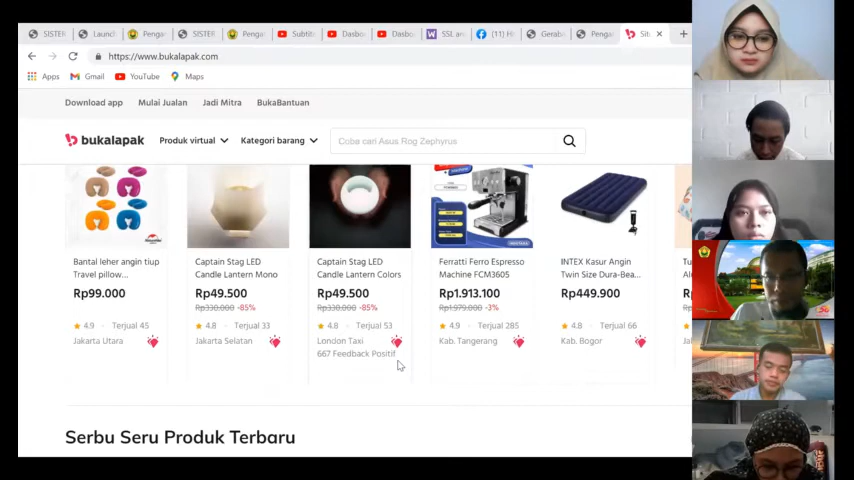 SISTER
Launc
Penga
SISTER
Penga
Subtitl
Dasbo
Dasbo
SSL an
(11) H
Geraba
Penga
Sit
https://www.bukalapak.com
Apps
Gmail
YouTube
Maps
Download app
Mulai Jualan
Jadi Mitra
BukaBantuan
bukalapak
Produk virtual
Kategori barang
Coba cari Asus Rog Zephyrus
Bantal leher angin tiup
Travel pillow...
Rp99.000
4.9 · Terjual 45
Jakarta Utara
Captain Stag LED
Candle Lantern Mono
Rp49.500
Rp338.000 -85%
4.8 · Terjual 33
Jakarta Selatan
Captain Stag LED
Candle Lantern Colors
Rp49.500
Rp338.000 -85%
4.8 · Terjual 53
London Taxi
667 Feedback Positif
Ferratti Ferro Espresso
Machine FCM3605
Rp1.913.100
Rp1.979.000 -3%
4.9 · Terjual 285
Kab. Tangerang
INTEX Kasur Angin
Twin Size Dura-Bea...
Rp449.900
4.8 · Terjual 66
Kab. Bogor
Serbu Seru Produk Terbaru